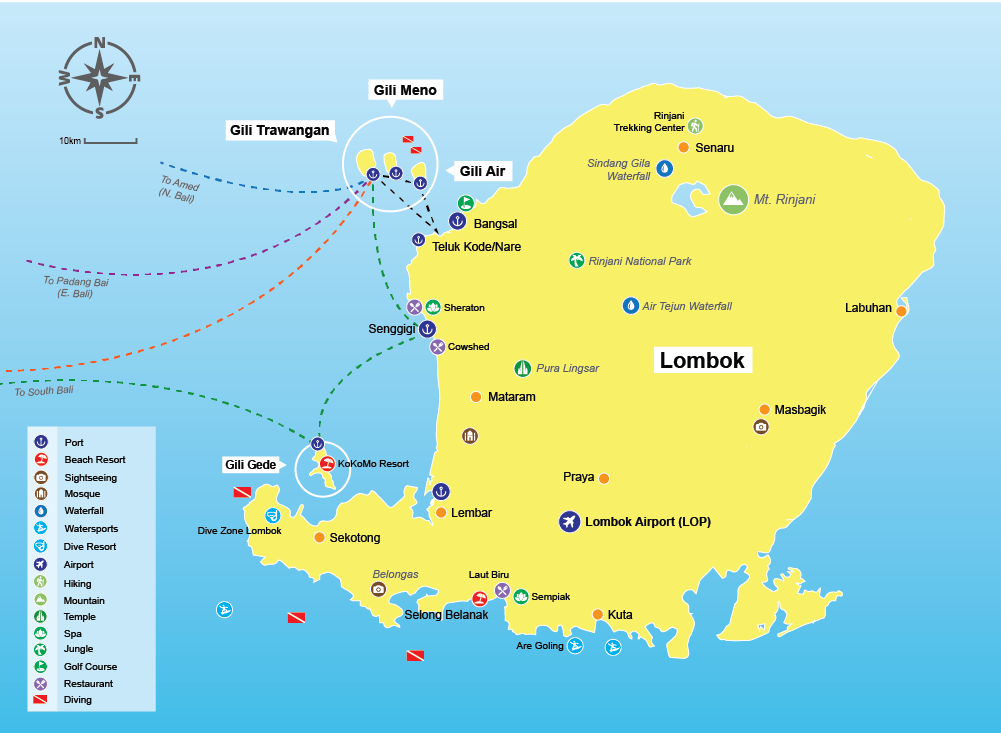 N
W
E
S
10km
Gili Meno
Gili Trawangan
Gili Air
To Amed
(N. Bali)
To Padang Bai
(E. Bali)
To South Bali
Rinjani
Trekking Center
Senaru
Sindang Gila
Waterfall
Mt. Rinjani
Bangsal
Teluk Kode/Nare
Rinjani National Park
Sheraton
Air Tejun Waterfall
Labuhan
Senggigi
Cowshed
Lombok
Pura Lingsar
Mataram
Masbagik
Gili Gede
KoKoMo Resort
Praya
Lembar
Lombok Airport (LOP)
Dive Zone Lombok
Sekotong
Belongas
Laut Biru
Sempiak
Selong Belanak
Kuta
Are Goling
Port
Beach Resort
Sightseeing
Mosque
Waterfall
Watersports
Dive Resort
Airport
Hiking
Mountain
Temple
Spa
Jungle
Golf Course
Restaurant
Diving